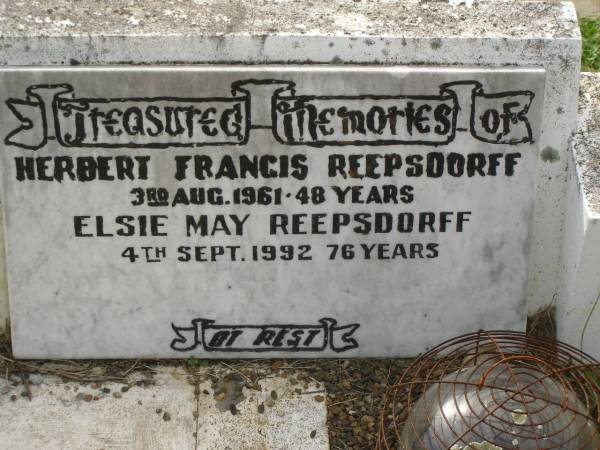 Treasured Memories of
HERBERT FRANCIS REEPSDORFF
3RD AUG. 1961 · 48 YEARS
ELSIE MAY REEPSDORFF
4TH SEPT. 1992 76 YEARS
AT REST